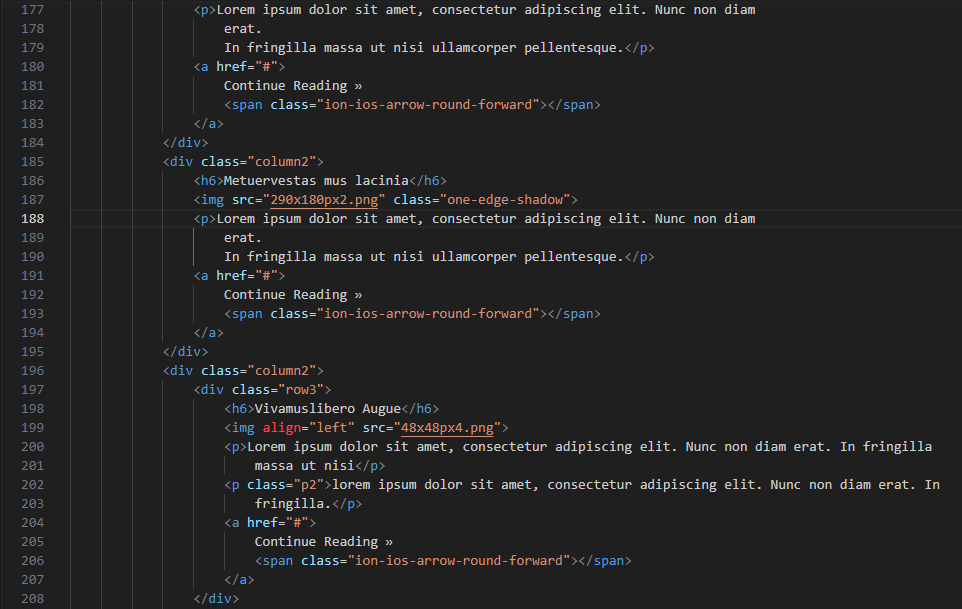 177 <p>Lorem ipsum dolor sit amet, consectetur adipiscing elit. Nunc non diam
178 erat.
179 In fringilla massa ut nisi ullamcorper pellentesque.</p>
180 <a href="#">
181 Continue Reading »
182 <span class="ion-ios-arrow-round-forward"></span>
183 </a>
184 </div>
185 <div class="column2">
186 <h6>Metuervestas mus lacinia</h6>
187 <img src="290x180px2.png" class="one-edge-shadow">
188 <p>Lorem ipsum dolor sit amet, consectetur adipiscing elit. Nunc non diam
189 erat.
190 In fringilla massa ut nisi ullamcorper pellentesque.</p>
191 <a href="#">
192 Continue Reading »
193 <span class="ion-ios-arrow-round-forward"></span>
194 </a>
195 </div>
196 <div class="column2">
197 <div class="row3">
198 <h6>Vivamuslibero Augue</h6>
199 <img align="left" src="48x48px4.png">
200 <p>Lorem ipsum dolor sit amet, consectetur adipiscing elit. Nunc non diam erat. In fringilla
201 massa ut nisi</p>
202 <p class="p2">lorem ipsum dolor sit amet, consectetur adipiscing elit. Nunc non diam erat. In
203 fringilla.</p>
204 <a href="#">
205 Continue Reading »
206 <span class="ion-ios-arrow-round-forward"></span>
207 </a>
208 </div>